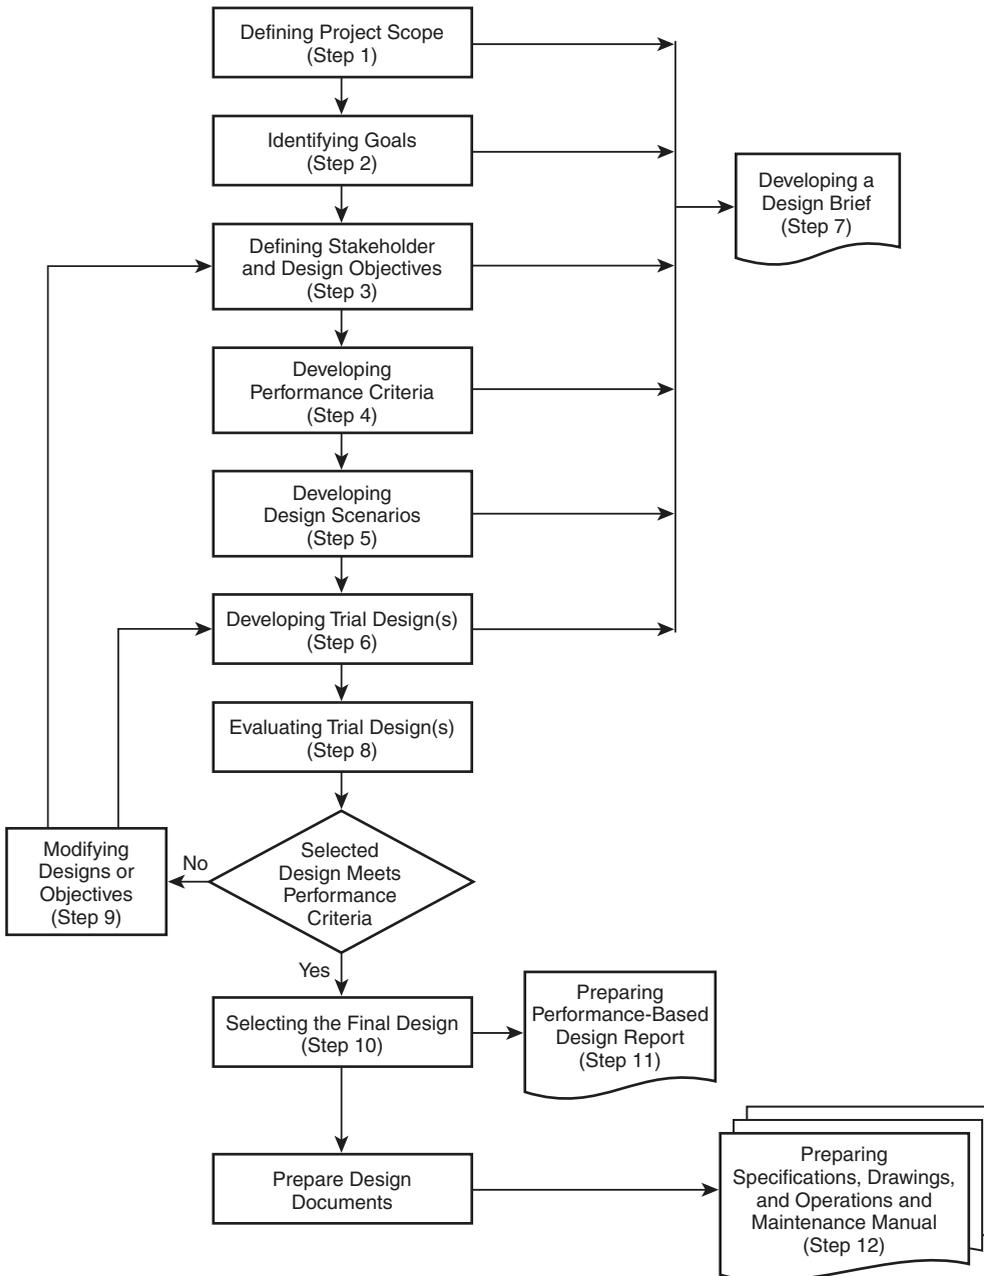 Defining Project Scope
(Step 1)
Identifying Goals
(Step 2)
Developing a
Design Brief
(Step 7)
Defining Stakeholder
and Design Objectives
(Step 3)
Developing
Performance Criteria
(Step 4)
Developing
Design Scenarios
(Step 5)
Developing Trial Design(s)
(Step 6)
Evaluating Trial Design(s)
(Step 8)
Modifying
Designs or
Objectives
(Step 9)
No
Selected
Design Meets
Performance
Criteria
Yes
Selecting the Final Design
(Step 10)
Preparing
Performance-Based
Design Report
(Step 11)
Prepare Design
Documents
Preparing
Specifications, Drawings,
and Operations and
Maintenance Manual
(Step 12)